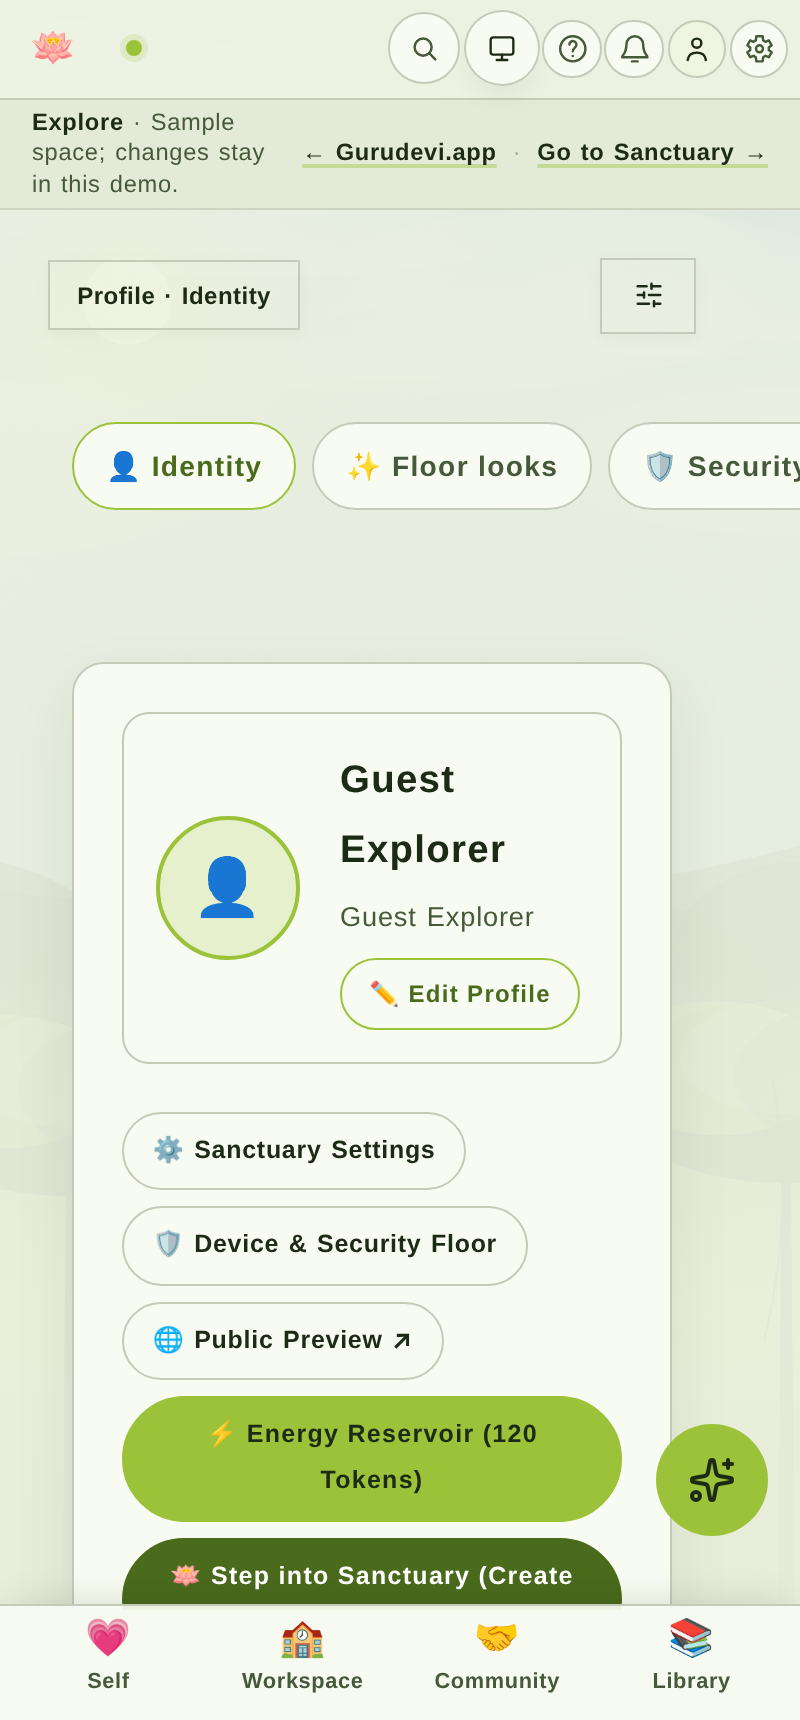 Explore · Sample
space; changes stay
in this demo.
← Gurudevi.app · Go to Sanctuary →
Profile · Identity
Identity
Floor looks
Security
Guest
Explorer
Guest Explorer
Edit Profile
Sanctuary Settings
Device & Security Floor
Public Preview ↗
Energy Reservoir (120
Tokens)
Step into Sanctuary (Create
Self
Workspace
Community
Library